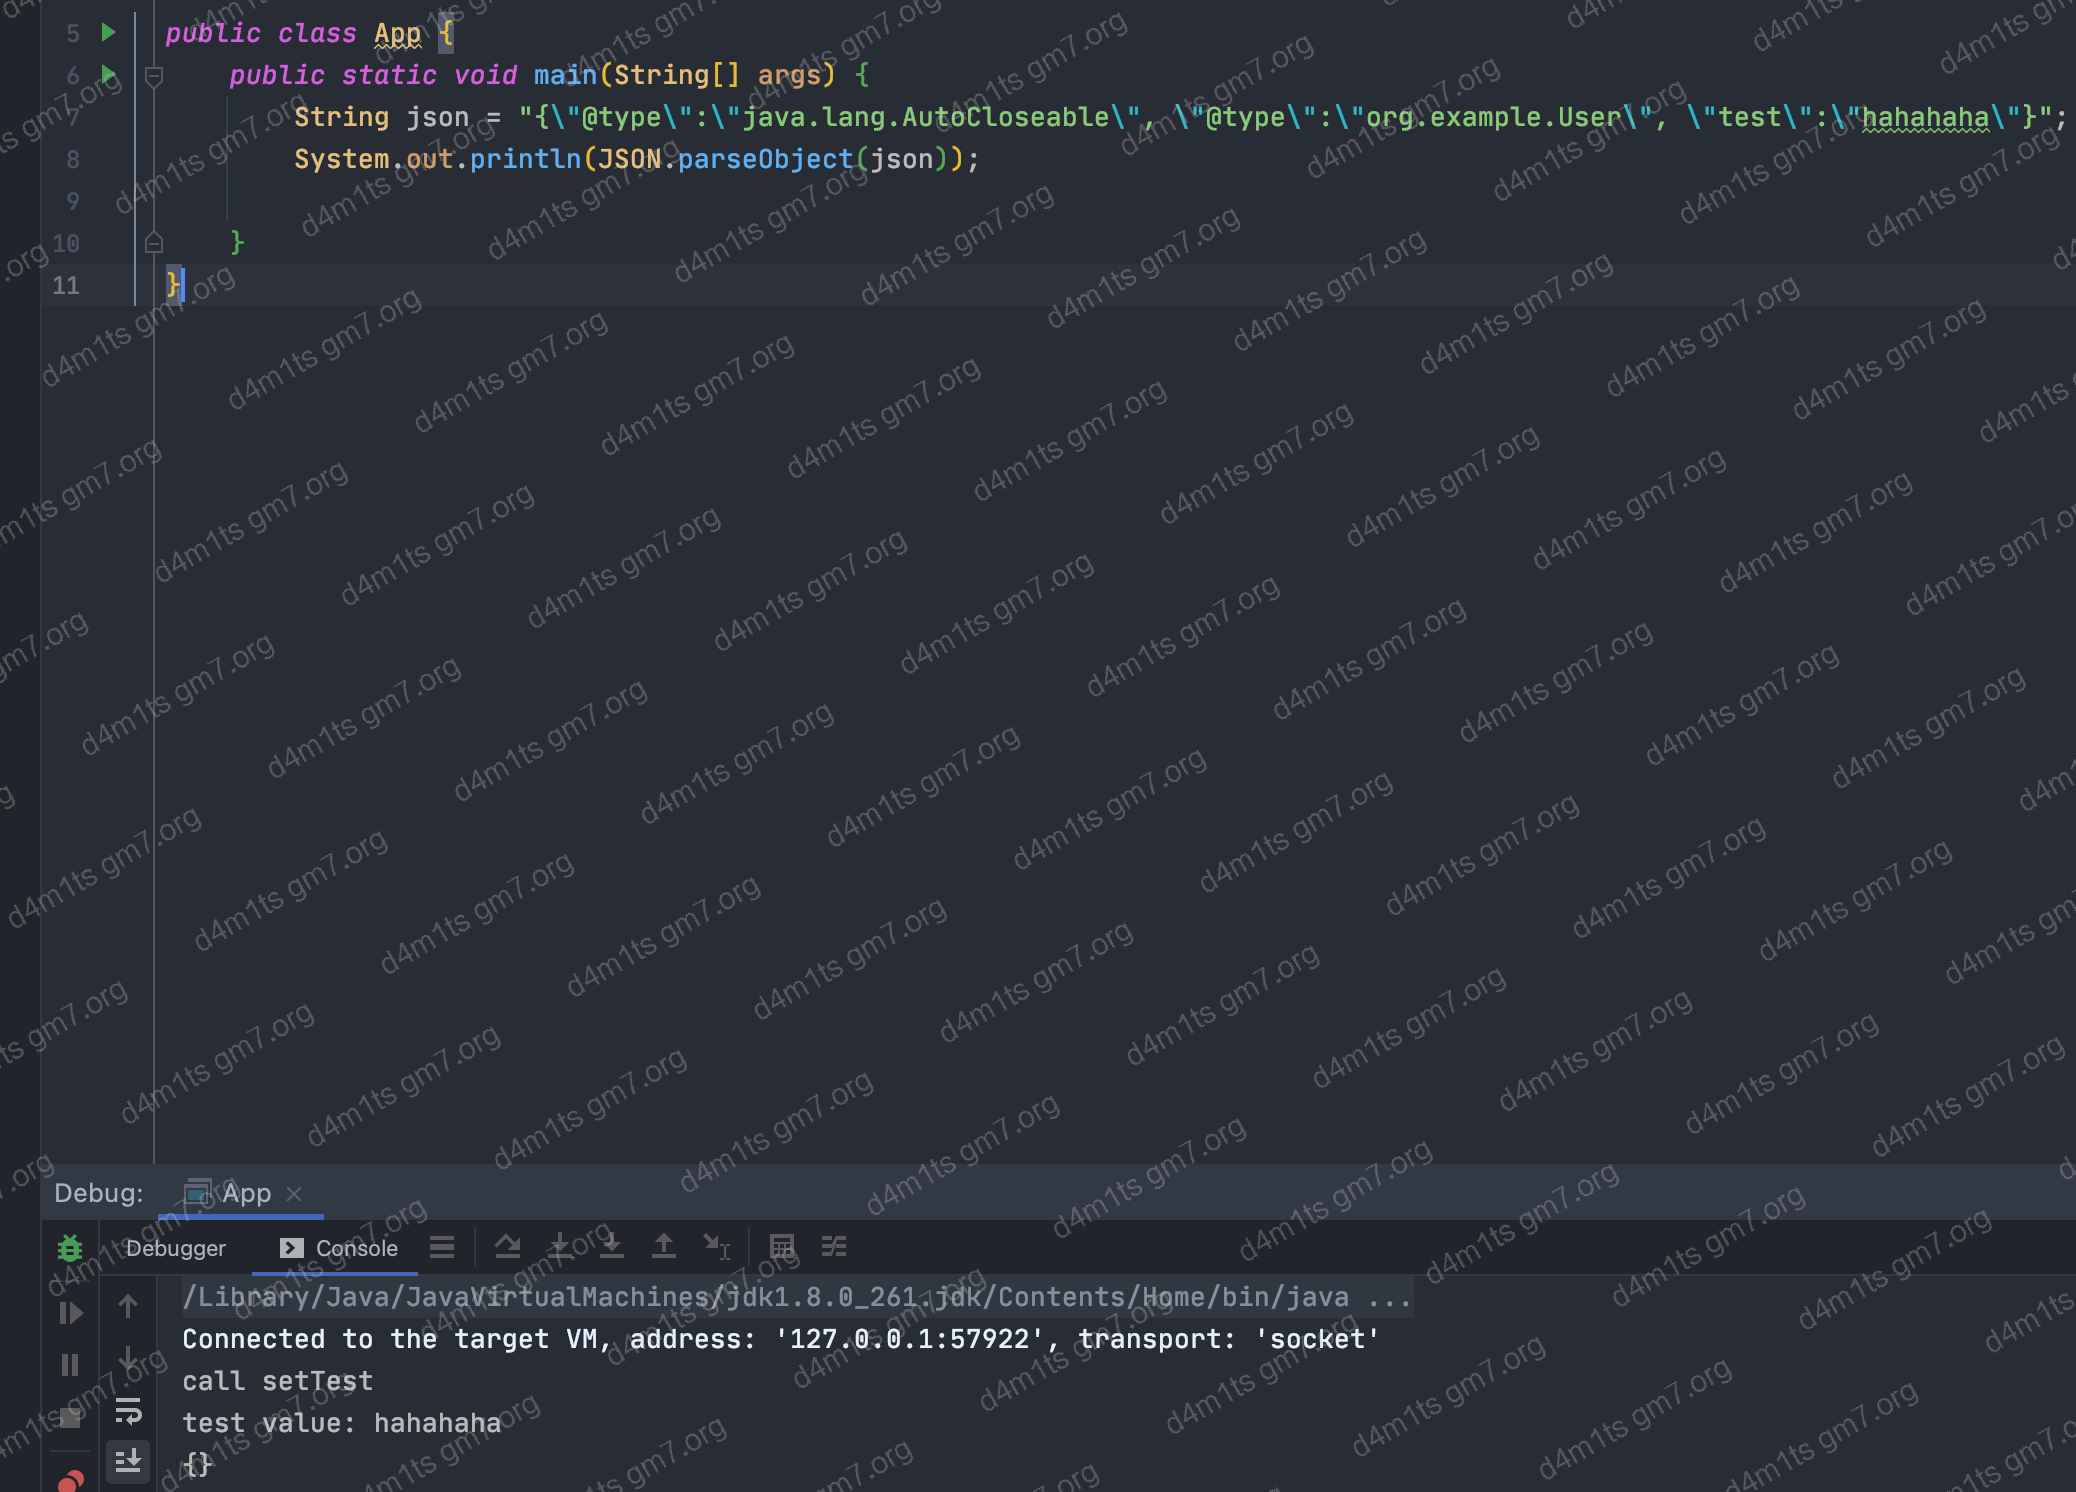 5 public class App {
6 public static void main(String[] args) {
7 String json = "{\"@type\":\"java.lang.AutoCloseable\", \"@type\":\"org.example.User\", \"test\":\"hahahaha\"}";
8 System.out.println(JSON.parseObject(json));
9
10 }
11 }
Debug: App
Debugger Console
/Library/Java/JavaVirtualMachines/jdk1.8.0_261.jdk/Contents/Home/bin/java ...
Connected to the target VM, address: '127.0.0.1:57922', transport: 'socket'
call setTest
test value: hahahaha
{}
d4m1ts gm7.org